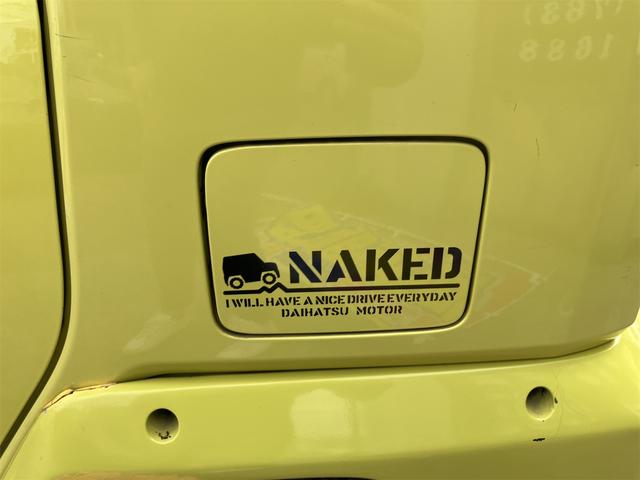 NAKED
I WILL HAVE A NICE DRIVE EVERYDAY
DAIHATSU MOTOR